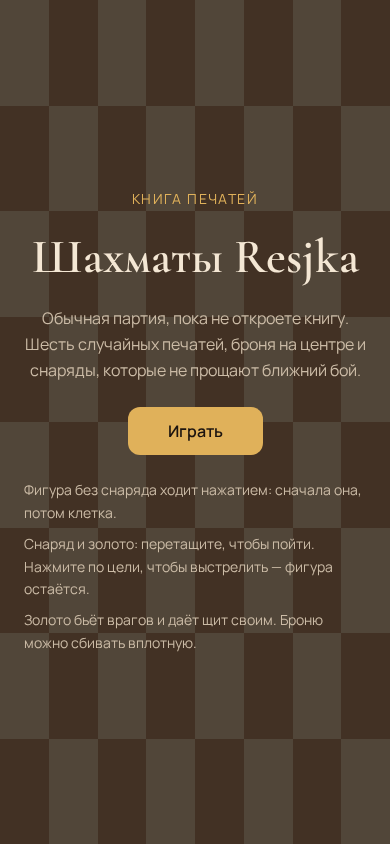 КНИГА ПЕЧАТЕЙ
Шахматы Resjka
Обычная партия, пока не откроете книгу.
Шесть случайных печатей, броня на центре и
снаряды, которые не прощают ближний бой.
Играть
Фигура без снаряда ходит нажатием: сначала она,
потом клетка.
Снаряд и золото: перетащите, чтобы пойти.
Нажмите по цели, чтобы выстрелить — фигура
остаётся.
Золото бьёт врагов и даёт щит своим. Броню
можно сбивать вплотную.